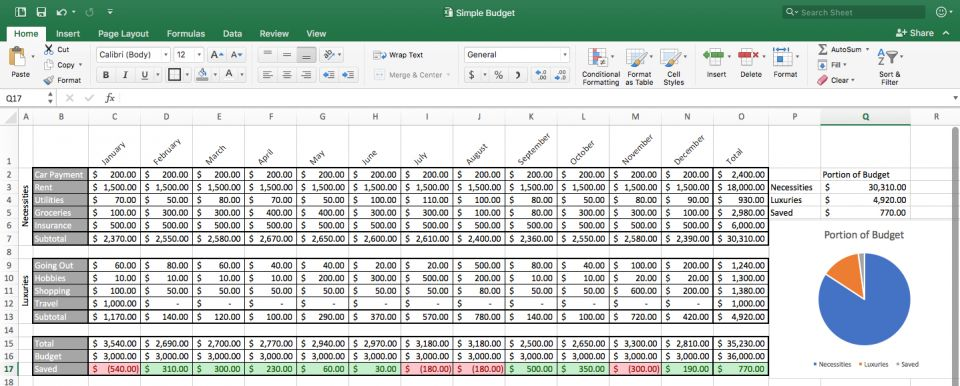 Simple Budget
Search Sheet
Home Insert Page Layout Formulas Data Review View Share
Paste Cut Copy Format Calibri (Body) 12 A A B I U A Wrap Text Merge & Center General $ % Conditional Formatting Format as Table Cell Styles Insert Delete Format AutoSum Fill Clear Sort & Filter
Q17 fx
A B C D E F G H I J K L M N O P Q R
1 January February March April May June July August September October November December Total
2 Car Payment $ 200.00 $ 200.00 $ 200.00 $ 200.00 $ 200.00 $ 200.00 $ 200.00 $ 200.00 $ 200.00 $ 200.00 $ 200.00 $ 200.00 $ 2,400.00 Portion of Budget
Necessities
3 Rent $ 1,500.00 $ 1,500.00 $ 1,500.00 $ 1,500.00 $ 1,500.00 $ 1,500.00 $ 1,500.00 $ 1,500.00 $ 1,500.00 $ 1,500.00 $ 1,500.00 $ 1,500.00 $ 18,000.00 Necessities $ 30,310.00
4 Utilities $ 70.00 $ 50.00 $ 80.00 $ 70.00 $ 50.00 $ 100.00 $ 110.00 $ 100.00 $ 80.00 $ 50.00 $ 80.00 $ 90.00 $ 930.00 Luxuries $ 4,920.00
5 Groceries $ 100.00 $ 300.00 $ 300.00 $ 400.00 $ 400.00 $ 300.00 $ 300.00 $ 100.00 $ 80.00 $ 300.00 $ 300.00 $ 100.00 $ 2,980.00 Saved $ 770.00
6 Insurance $ 500.00 $ 500.00 $ 500.00 $ 500.00 $ 500.00 $ 500.00 $ 500.00 $ 500.00 $ 500.00 $ 500.00 $ 500.00 $ 500.00 $ 6,000.00
7 Subtotal $ 2,370.00 $ 2,550.00 $ 2,580.00 $ 2,670.00 $ 2,650.00 $ 2,600.00 $ 2,610.00 $ 2,400.00 $ 2,360.00 $ 2,550.00 $ 2,580.00 $ 2,390.00 $ 30,310.00
8 Portion of Budget
9 Going Out $ 60.00 $ 80.00 $ 60.00 $ 40.00 $ 40.00 $ 20.00 $ 20.00 $ 500.00 $ 80.00 $ 40.00 $ 100.00 $ 200.00 $ 1,240.00
Luxuries
10 Hobbies $ 10.00 $ 10.00 $ 10.00 $ 10.00 $ 200.00 $ 300.00 $ 500.00 $ 200.00 $ 10.00 $ 10.00 $ 20.00 $ 20.00 $ 1,300.00
11 Shopping $ 100.00 $ 50.00 $ 50.00 $ 50.00 $ 50.00 $ 50.00 $ 50.00 $ 80.00 $ 50.00 $ 50.00 $ 600.00 $ 200.00 $ 1,380.00
12 Travel $ 1,000.00 $ - $ - $ - $ - $ - $ - $ - $ - $ - $ - $ - $ 1,000.00
13 Subtotal $ 1,170.00 $ 140.00 $ 120.00 $ 100.00 $ 290.00 $ 370.00 $ 570.00 $ 780.00 $ 140.00 $ 100.00 $ 720.00 $ 420.00 $ 4,920.00
14
15 Total $ 3,540.00 $ 2,690.00 $ 2,700.00 $ 2,770.00 $ 2,940.00 $ 2,970.00 $ 3,180.00 $ 3,180.00 $ 2,500.00 $ 2,650.00 $ 3,300.00 $ 2,810.00 $ 35,230.00
16 Budget $ 3,000.00 $ 3,000.00 $ 3,000.00 $ 3,000.00 $ 3,000.00 $ 3,000.00 $ 3,000.00 $ 3,000.00 $ 3,000.00 $ 3,000.00 $ 3,000.00 $ 3,000.00 $ 36,000.00
17 Saved $ (540.00) $ 310.00 $ 300.00 $ 230.00 $ 60.00 $ 30.00 $ (180.00) $ (180.00) $ 500.00 $ 350.00 $ (300.00) $ 190.00 $ 770.00 Necessities Luxuries Saved
18